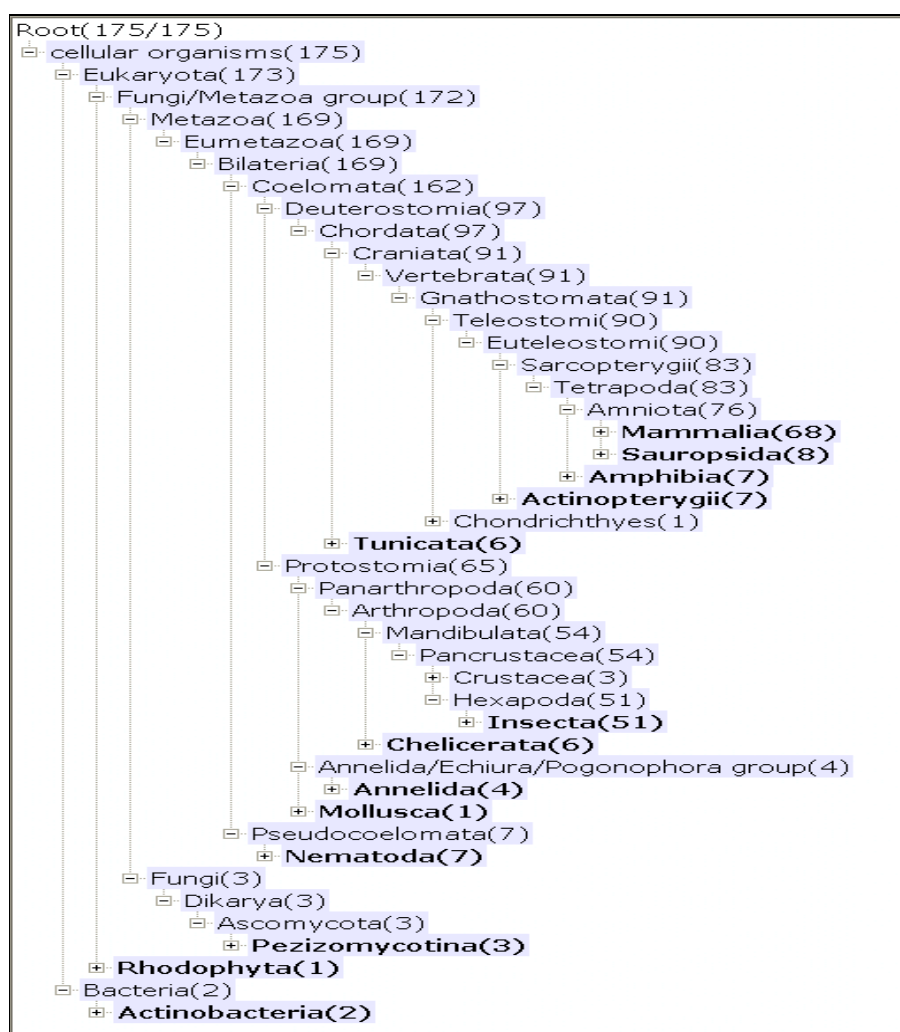 Root(175/175)
cellular organisms(175)
Eukaryota(173)
Fungi/Metazoa group(172)
Metazoa(169)
Eumetazoa(169)
Bilateria(169)
Coelomata(162)
Deuterostomia(97)
Chordata(97)
Craniata(91)
Vertebrata(91)
Gnathostomata(91)
Teleostomi(90)
Euteleostomi(90)
Sarcopterygii(83)
Tetrapoda(83)
Amniota(76)
Mammalia(68)
Sauropsida(8)
Amphibia(7)
Actinopterygii(7)
Chondrichthyes(1)
Tunicata(6)
Protostomia(65)
Panarthropoda(60)
Arthropoda(60)
Mandibulata(54)
Pancrustacea(54)
Crustacea(3)
Hexapoda(51)
Insecta(51)
Chelicerata(6)
Annelida/Echiura/Pogonophora group(4)
Annelida(4)
Mollusca(1)
Pseudocoelomata(7)
Nematoda(7)
Fungi(3)
Dikarya(3)
Ascomycota(3)
Pezizomycotina(3)
Rhodophyta(1)
Bacteria(2)
Actinobacteria(2)